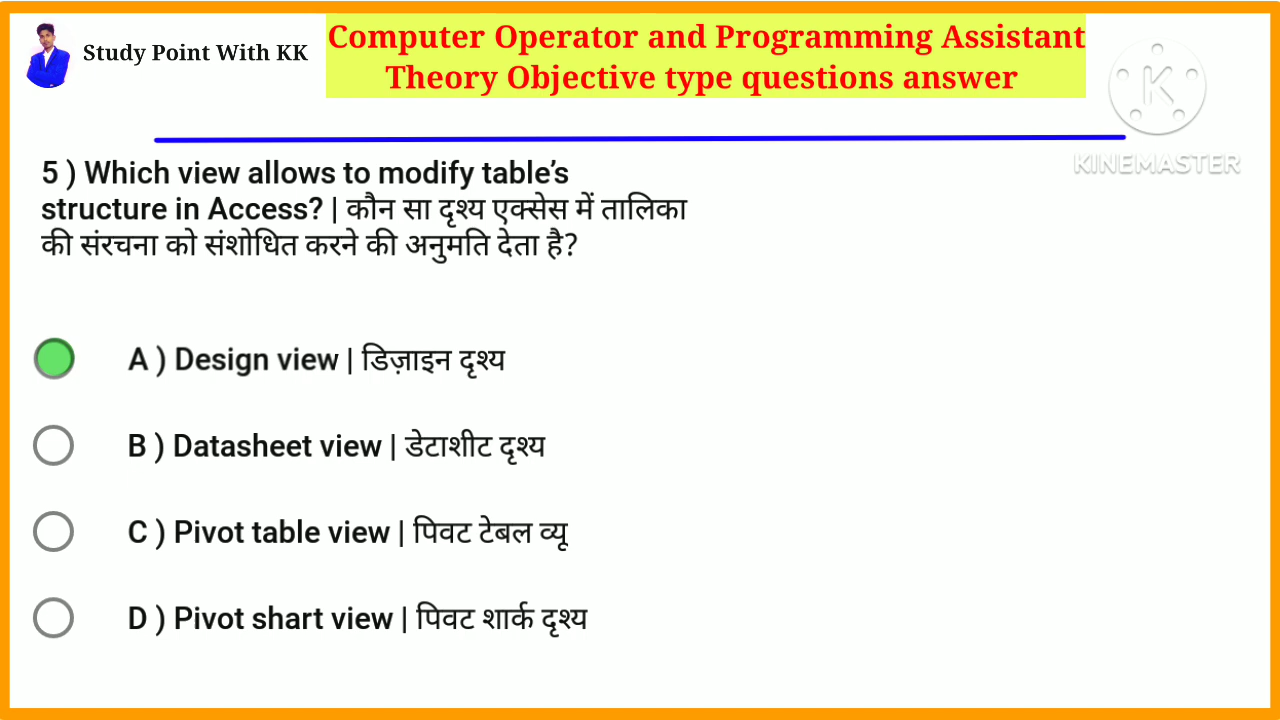 Study Point With KK
Computer Operator and Programming Assistant
Theory Objective type questions answer
K
KINEMASTER
5 ) Which view allows to modify table’s
structure in Access? | कौन सा दृश्य एक्सेस में तालिका
की संरचना को संशोधित करने की अनुमति देता है?
A ) Design view | डिज़ाइन दृश्य
B ) Datasheet view | डेटाशीट दृश्य
C ) Pivot table view | पिवट टेबल व्यू
D ) Pivot shart view | पिवट शार्क दृश्य